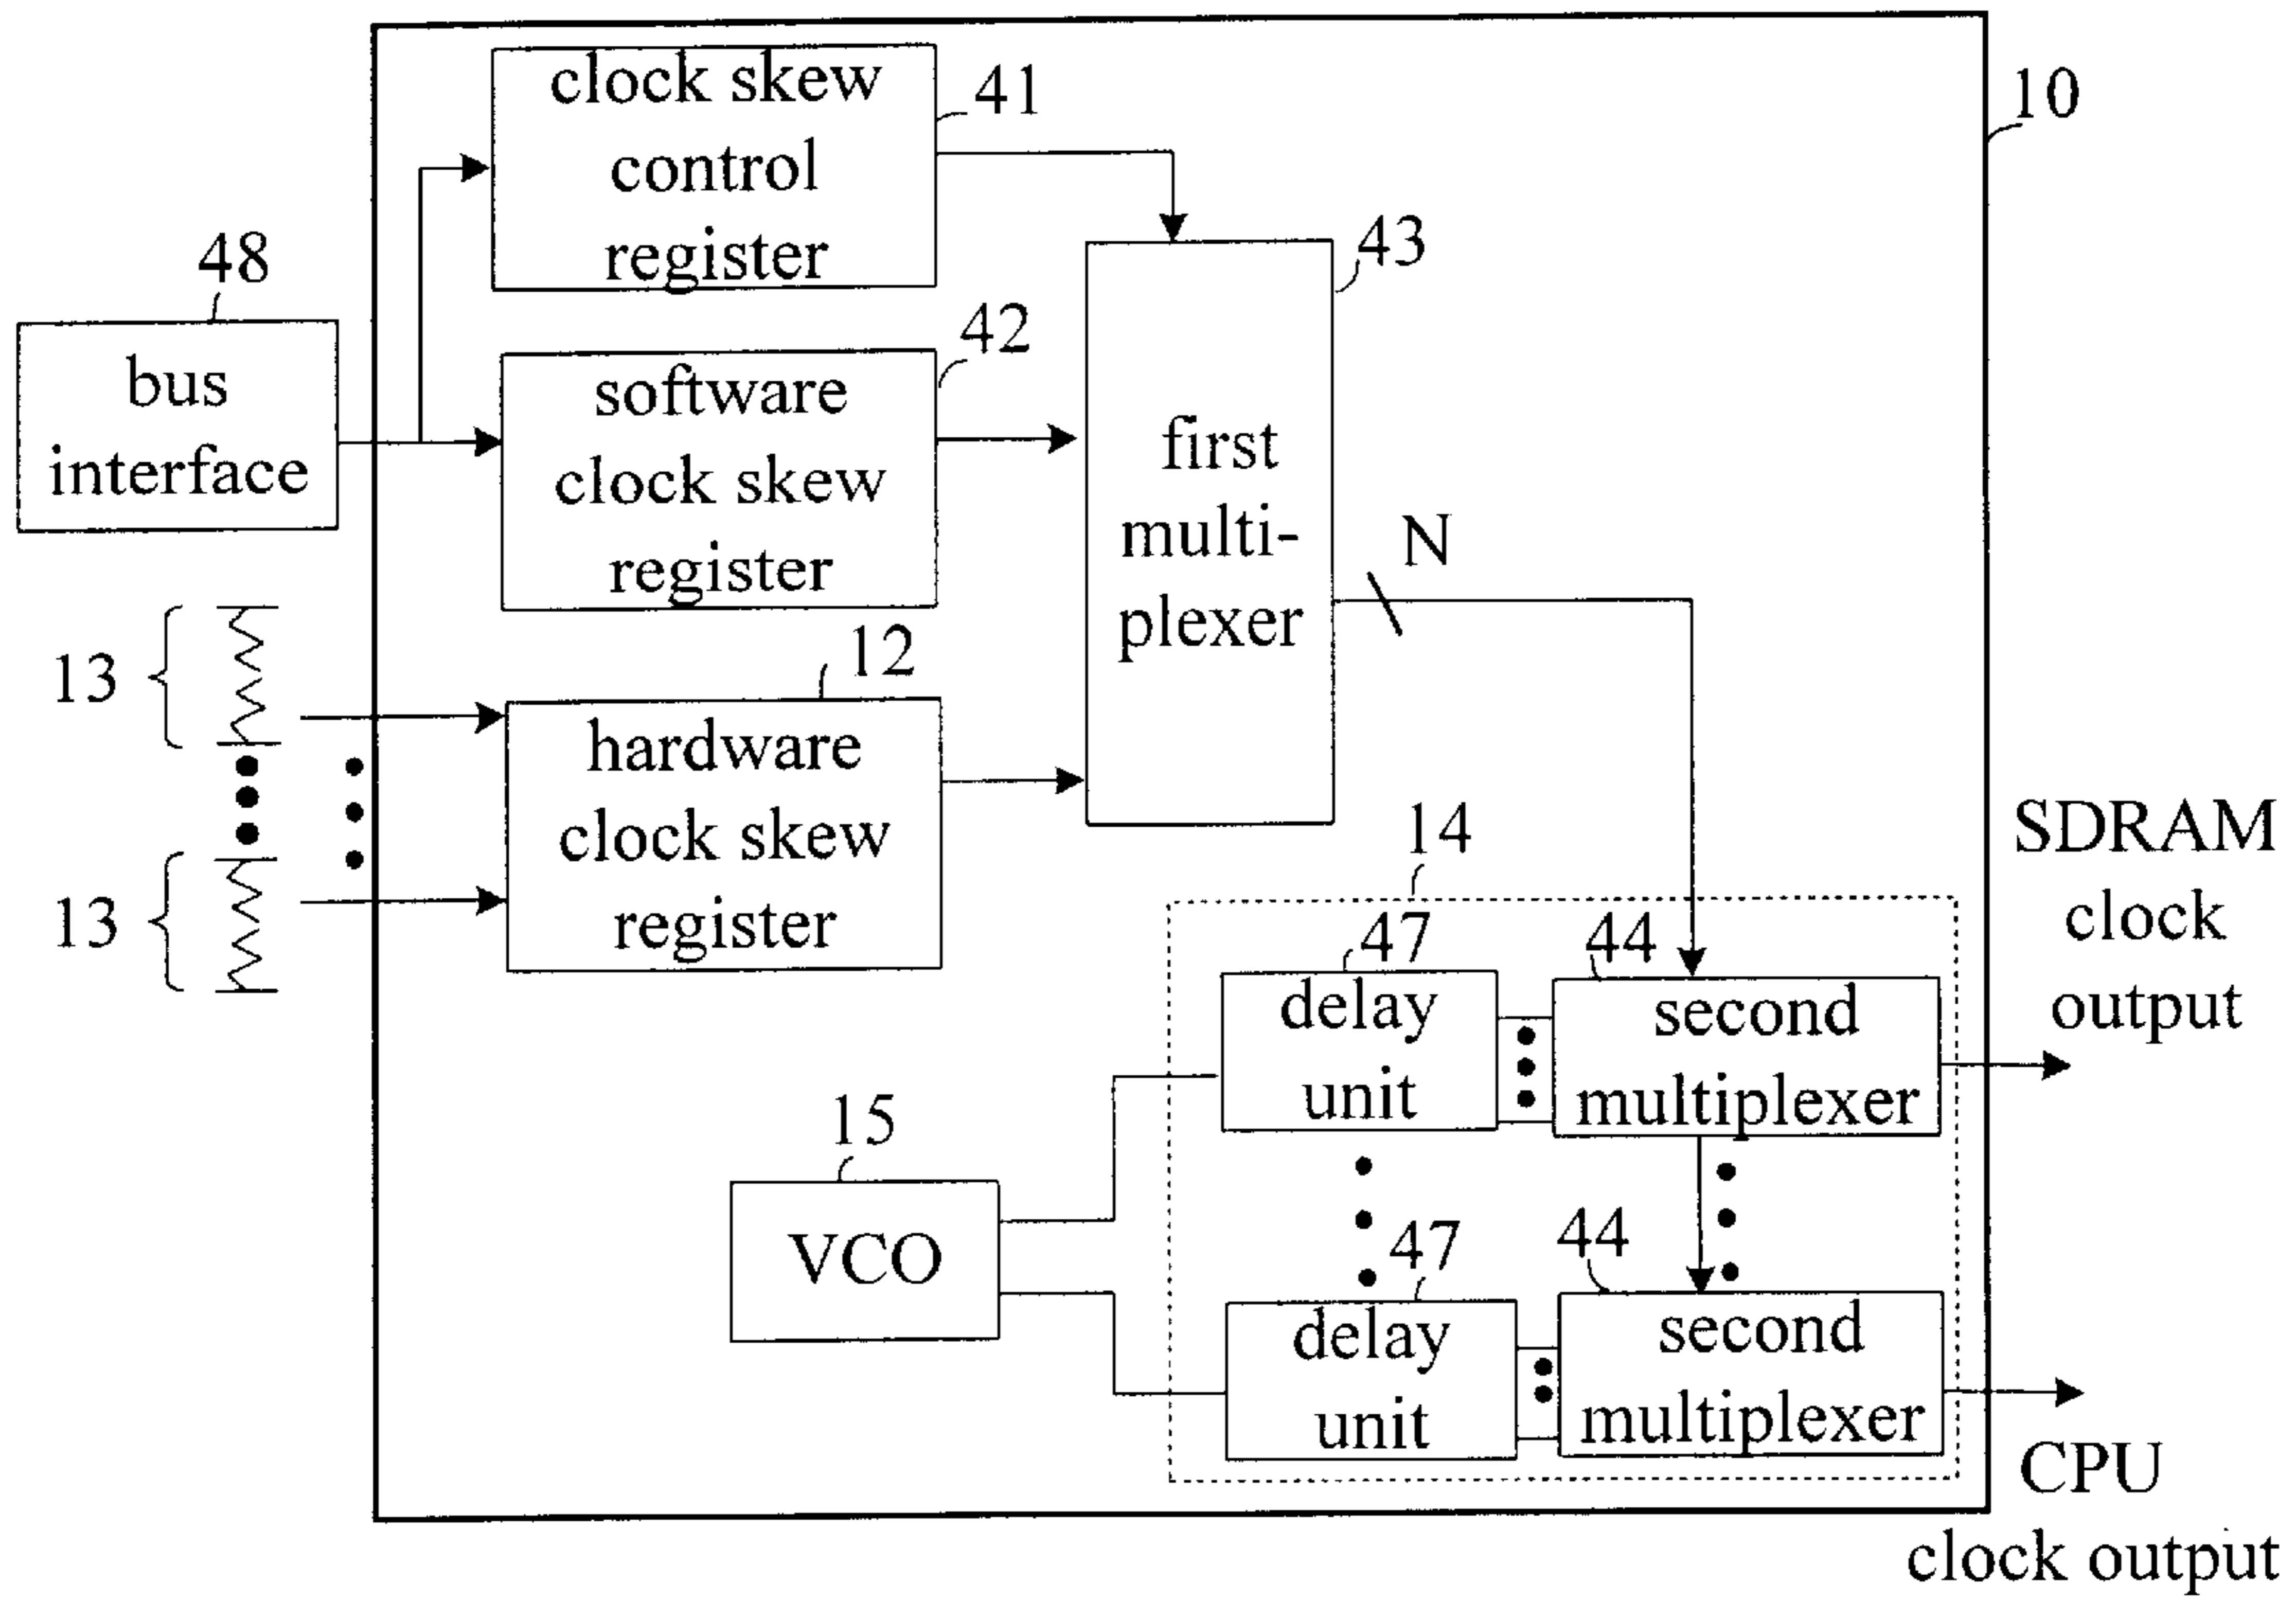 clock skew
control
register
41
10
48
bus
interface
42
software
clock skew
register
43
first
multi-
plexer
N
13
12
hardware
clock skew
register
13
14
SDRAM
clock
output
47
delay
unit
44
second
multiplexer
15
VCO
47
delay
unit
44
second
multiplexer
CPU
clock output